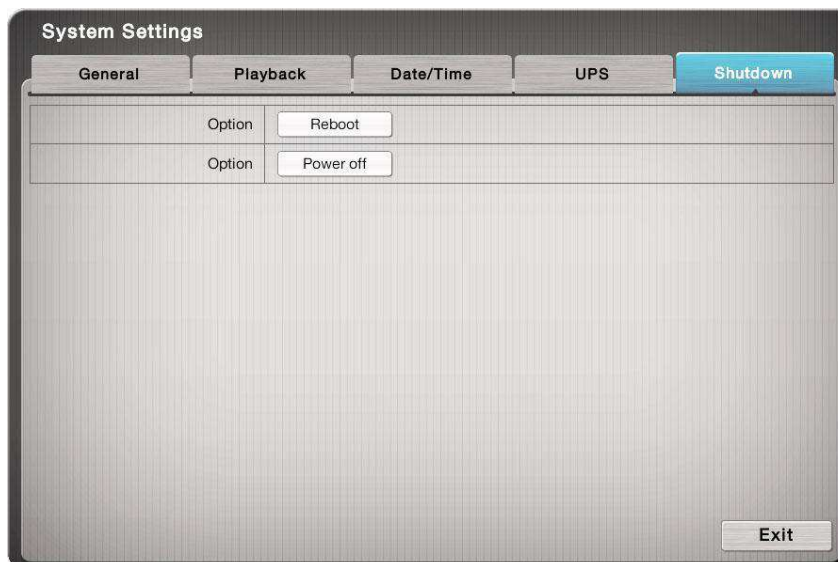 System Settings
General Playback Date/Time UPS Shutdown
Option Reboot
Option Power off
Exit